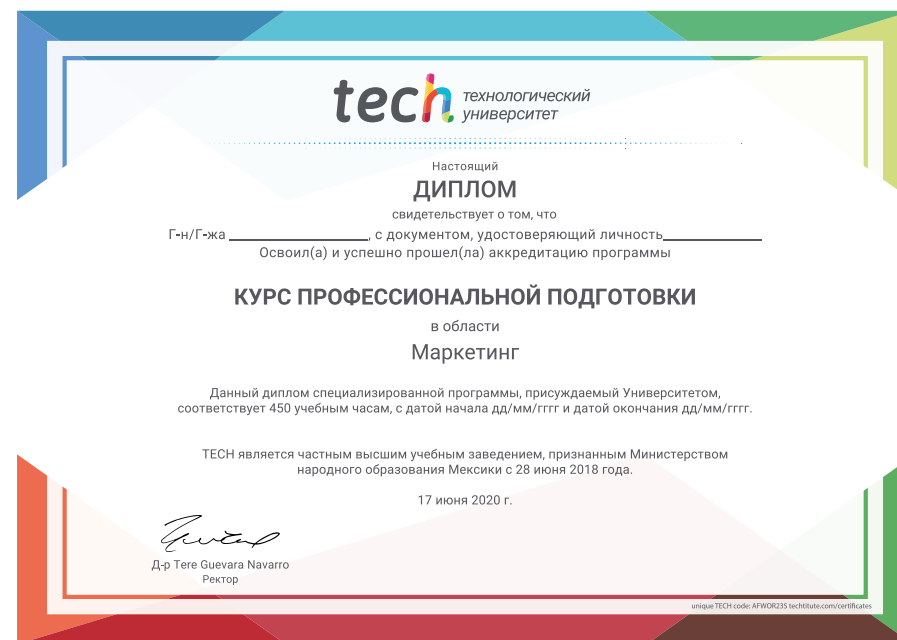 tech технологический
университет
Настоящий
ДИПЛОМ
свидетельствует о том, что
Г-н/Г-жа ____________________, с документом, удостоверяющий личность______________
Освоил(а) и успешно прошел(ла) аккредитацию программы
КУРС ПРОФЕССИОНАЛЬНОЙ ПОДГОТОВКИ
в области
Маркетинг
Данный диплом специализированной программы, присуждаемый Университетом,
соответствует 450 учебным часам, с датой начала дд/мм/гггг и датой окончания дд/мм/гггг.
TECH является частным высшим учебным заведением, признанным Министерством
народного образования Мексики с 28 июня 2018 года.
17 июня 2020 г.
Д-р Tere Guevara Navarro
Ректор
unique TECH code: AFWOR23S techtitute.com/certificates